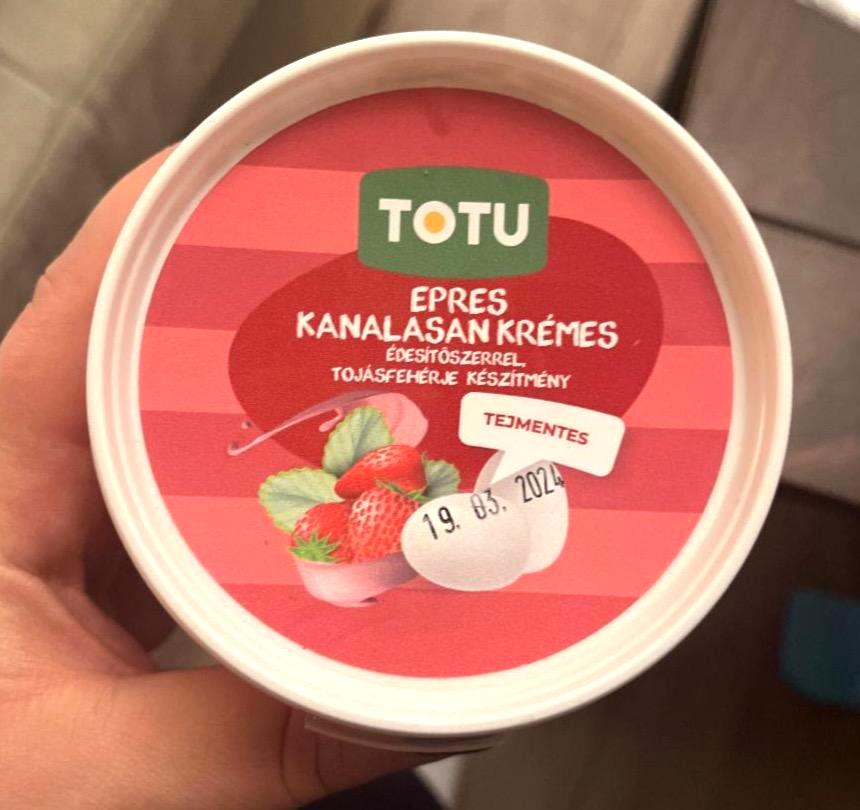 TOTU
EPRES
KANALASAN KRÉMES
ÉDESÍTŐSZERREL,
TOJÁSFEHÉRJE KÉSZÍTMÉNY
TEJMENTES
19. 03. 2024